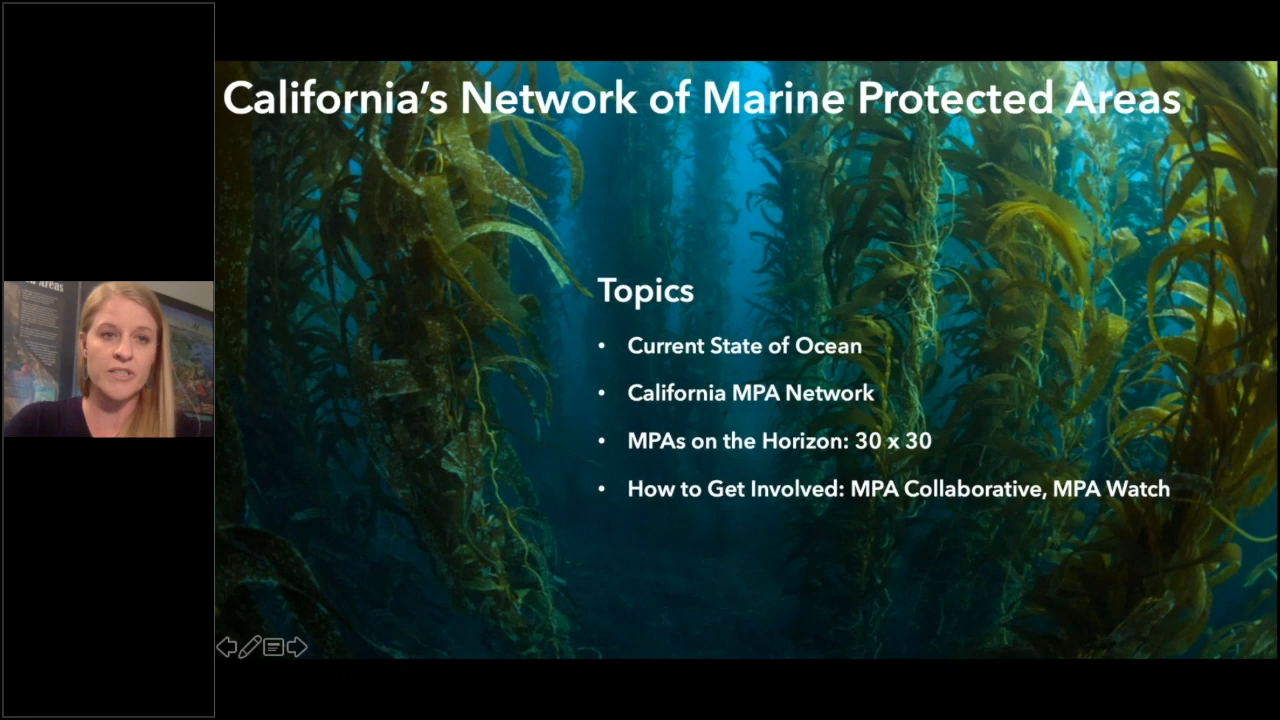 California's Network of Marine Protected Areas
Topics
• Current State of Ocean
• California MPA Network
• MPAs on the Horizon: 30 x 30
• How to Get Involved: MPA Collaborative, MPA Watch